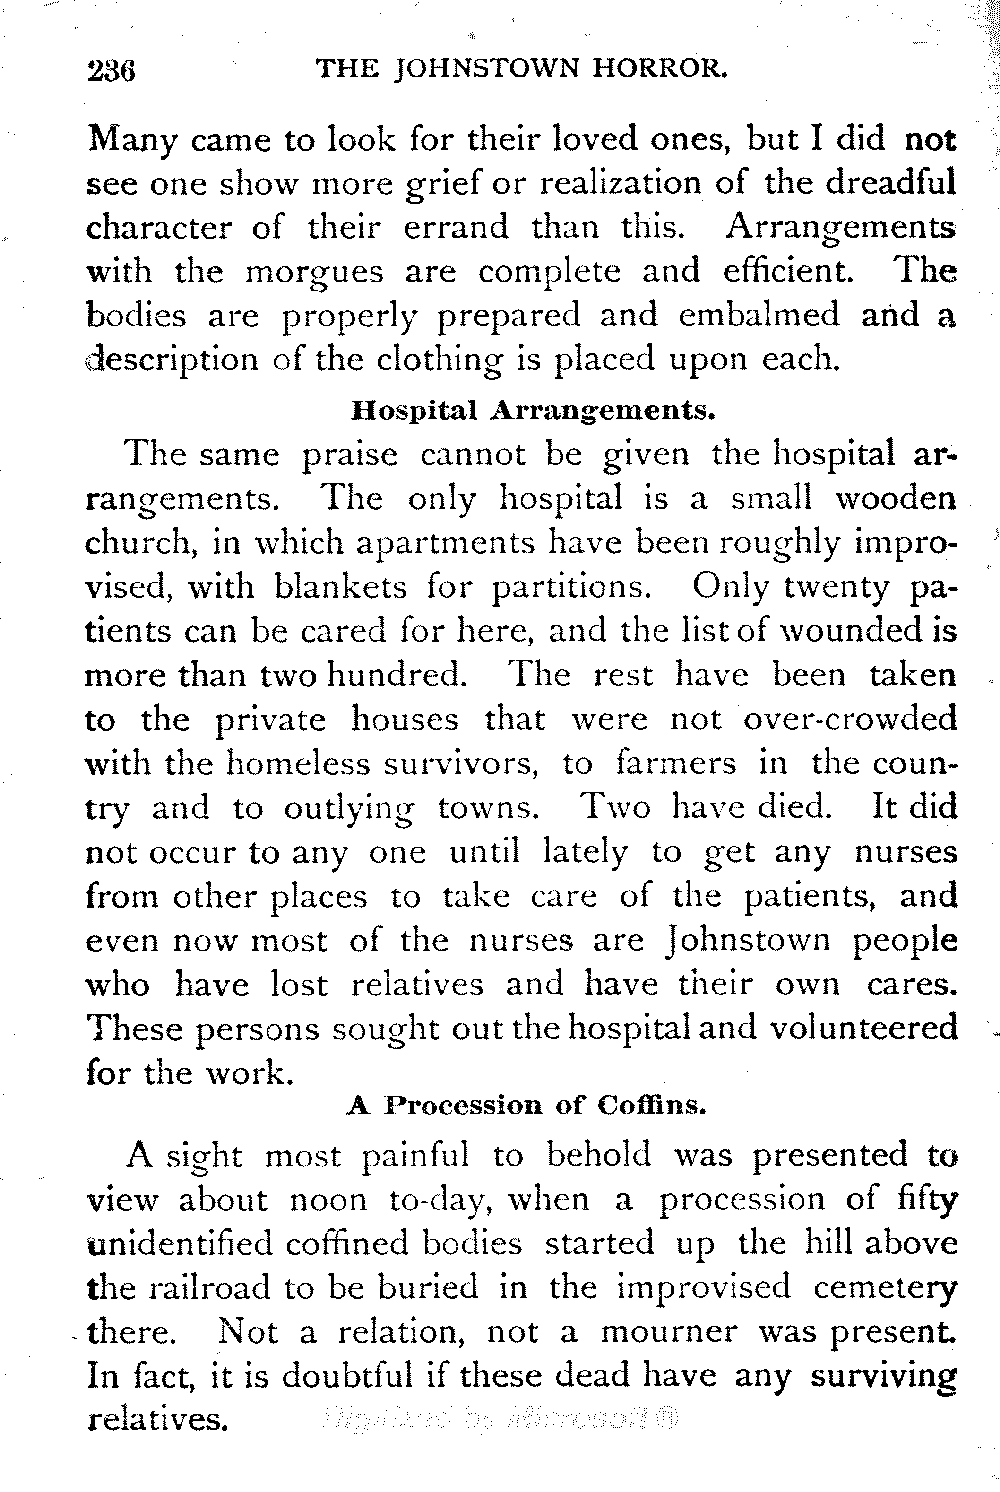 236 THE JOHNSTOWN HORROR.
Many came to look for their loved ones, but I did not
see one show more grief or realization of the dreadful
character of their errand than this. Arrangements
with the morgues are complete and efficient. The
bodies are properly prepared and embalmed and a
description of the clothing is placed upon each.
Hospital Arrangements.
The same praise cannot be given the hospital ar-
rangements. The only hospital is a small wooden
church, in which apartments have been roughly impro-
vised, with blankets for partitions. Only twenty pa-
tients can be cared for here, and the list of wounded is
more than two hundred. The rest have been taken
to the private houses that were not over-crowded
with the homeless survivors, to farmers in the coun-
try and to outlying towns. Two have died. It did
not occur to any one until lately to get any nurses
from other places to take care of the patients, and
even now most of the nurses are Johnstown people
who have lost relatives and have their own cares.
These persons sought out the hospital and volunteered
for the work.
A Procession of Coffins.
A sight most painful to behold was presented to
view about noon to-day, when a procession of fifty
unidentified coffined bodies started up the hill above
the railroad to be buried in the improvised cemetery
there. Not a relation, not a mourner was present.
In fact, it is doubtful if these dead have any surviving
relatives.
Digitized by Microsoft ®